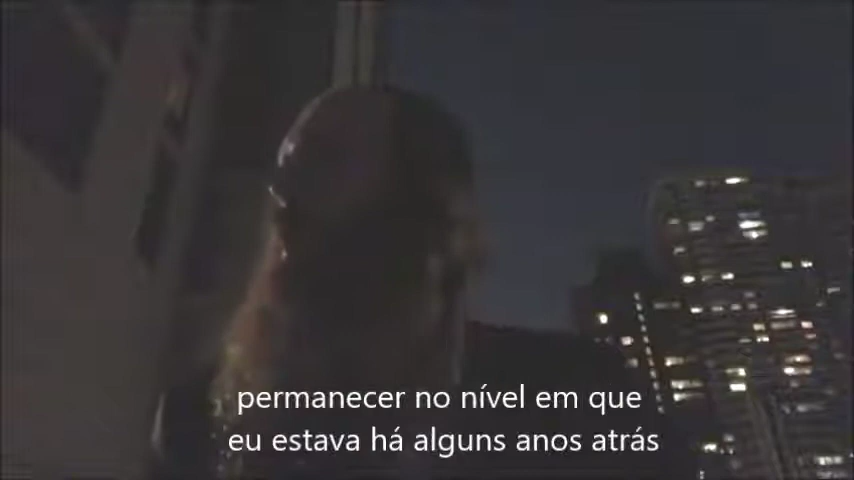 permanecer no nível em que
eu estava há alguns anos atrás